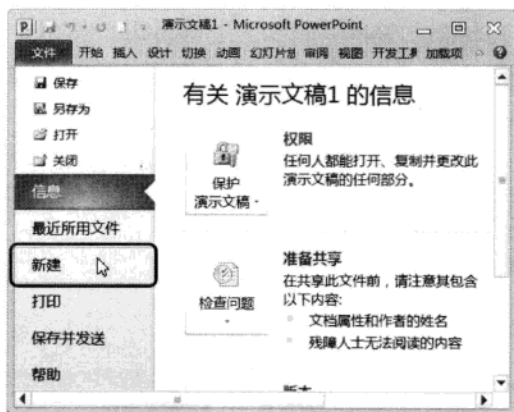 演示文稿1 - Microsoft PowerPoint
文件 开始 插入 设计 切换 动画 幻灯片放 审阅 视图 开发工具 加载项
保存
另存为
打开
关闭
信息
最近所用文件
新建
打印
保存并发送
帮助
有关 演示文稿1 的信息
保护
演示文稿
权限
任何人都能打开、复制并更改此
演示文稿的任何部分。
检查问题
准备共享
在共享此文件前，请注意其包含
以下内容:
文档属性和作者的姓名
残障人士无法阅读的内容